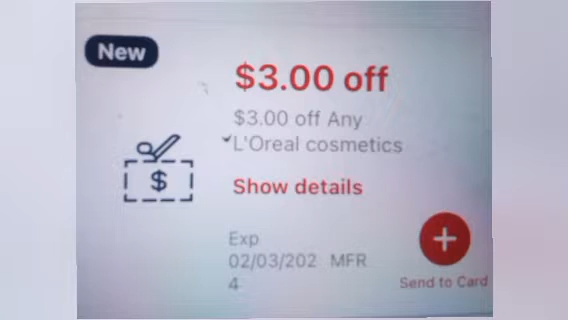 New
$3.00 off
$3.00 off Any
L'Oreal cosmetics
$
Show details
Exp
02/03/202 MFR
4
+
Send to Card